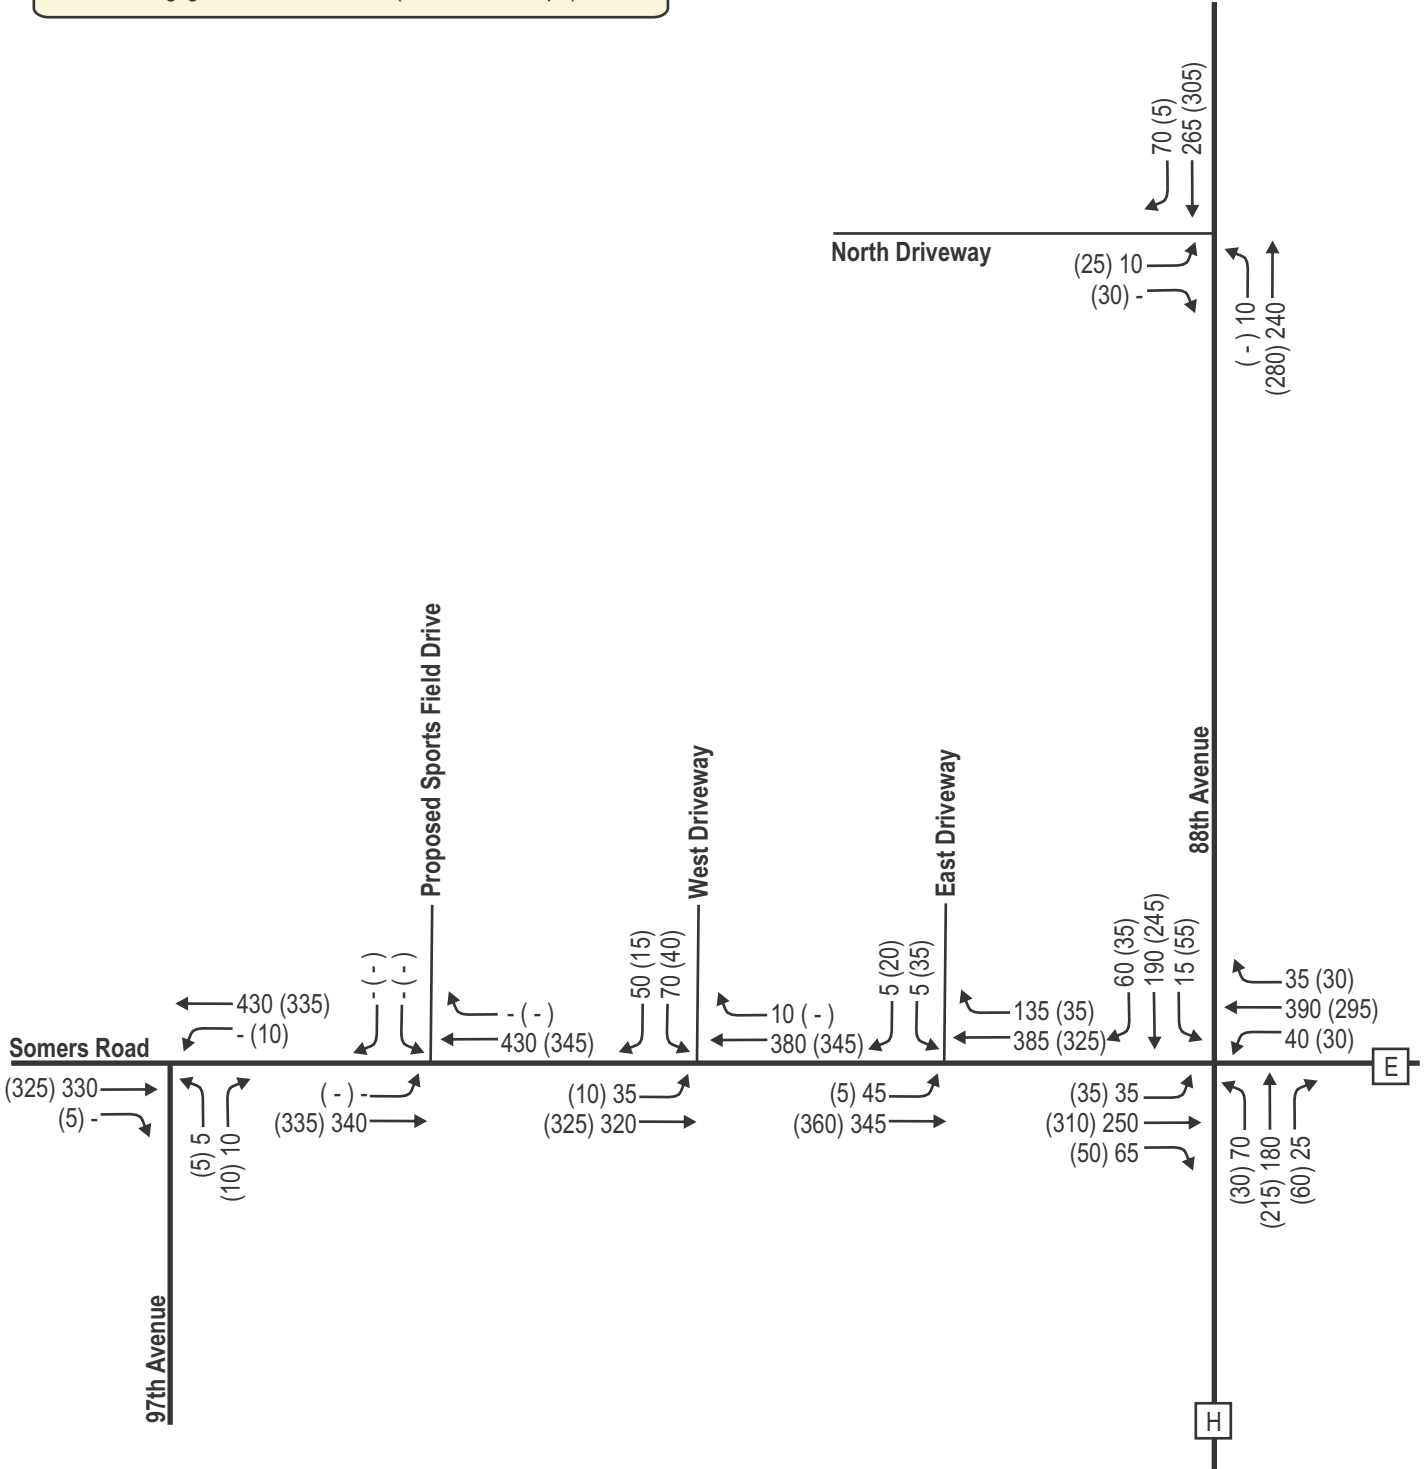 70 (5)
265 (305)
North Driveway
(25) 10
(30) -
( - ) 10
(280) 240
Proposed Sports Field Drive
West Driveway
East Driveway
88th Avenue
- ( - )
- ( - )
50 (15)
70 (40)
5 (20)
5 (35)
60 (35)
190 (245)
15 (55)
430 (335)
- (10)
- ( - )
430 (345)
10 ( - )
380 (345)
135 (35)
385 (325)
35 (30)
390 (295)
40 (30)
Somers Road
E
(325) 330
(5) -
(5) 5
(10) 10
( - ) -
(335) 340
(10) 35
(325) 320
(5) 45
(360) 345
(35) 35
(310) 250
(50) 65
(30) 70
(215) 180
(60) 25
97th Avenue
H